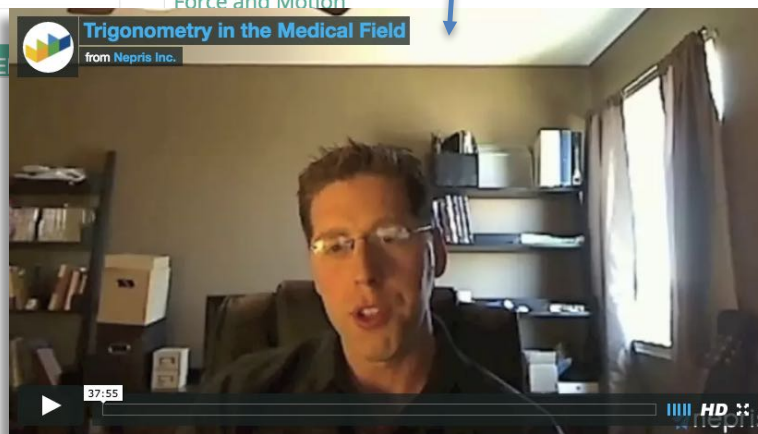 Force and Motion
Trigonometry in the Medical Field
from Nepris Inc.
E
37:55
HD
nepris